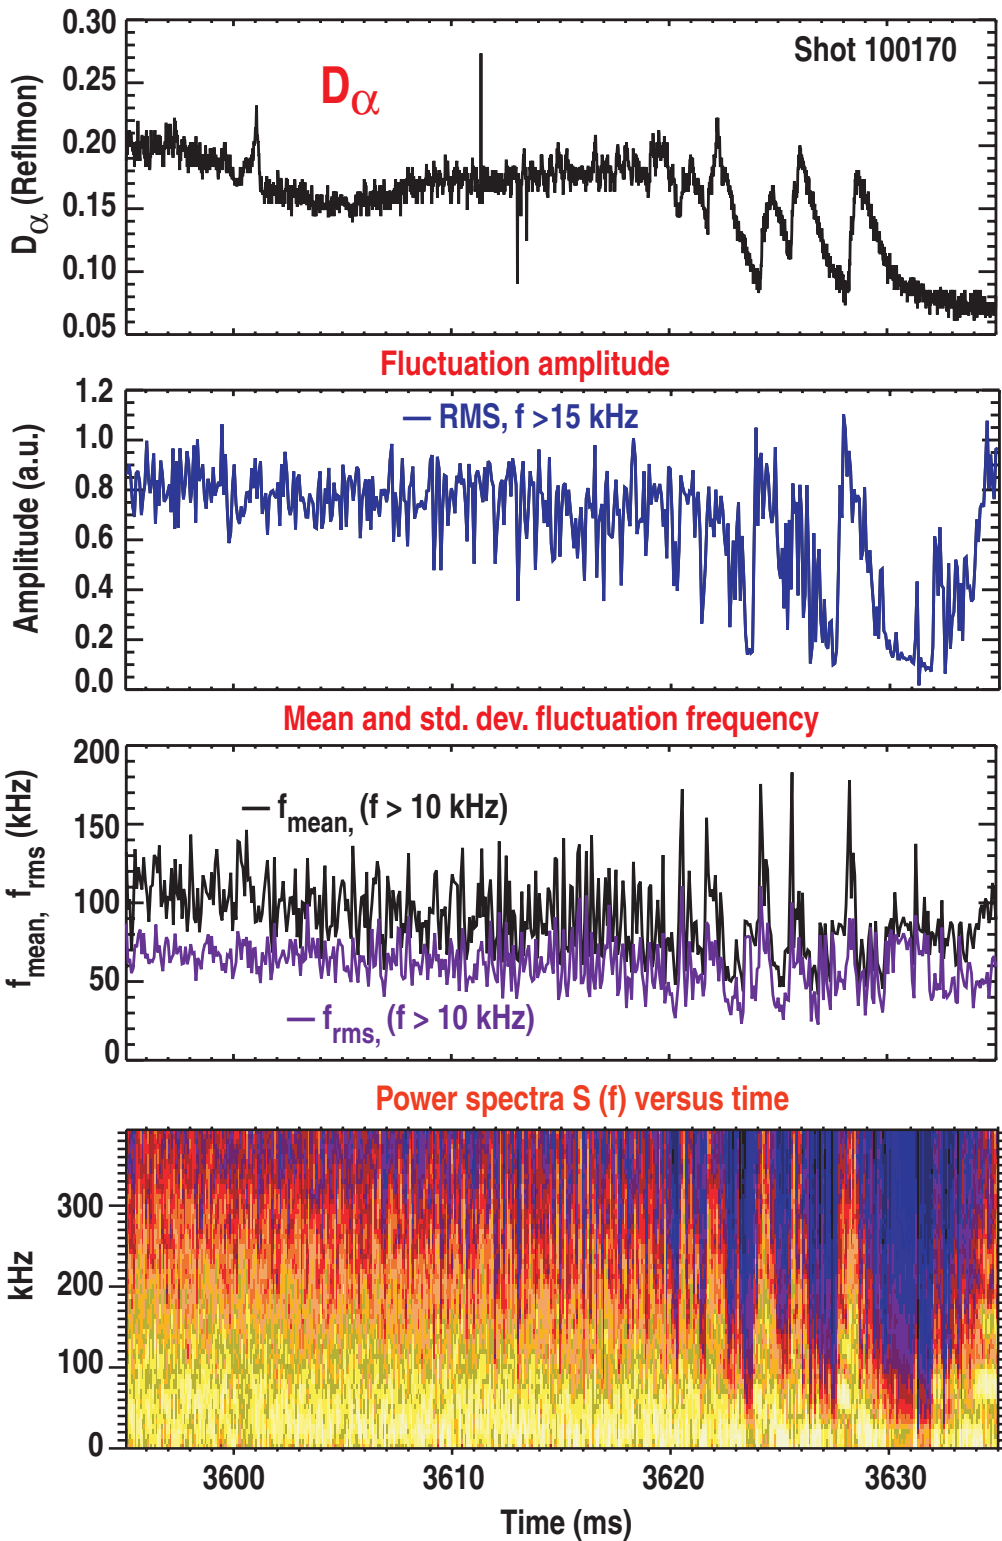 0.30
0.25
0.20
0.15
0.10
0.05
Dα (Reflmon)
Dα
Shot 100170
Fluctuation amplitude
1.2
1.0
0.8
0.6
0.4
0.2
0.0
Amplitude (a.u.)
— RMS, f >15 kHz
Mean and std. dev. fluctuation frequency
200
150
100
50
0
fmean, frms (kHz)
— fmean, (f > 10 kHz)
— frms, (f > 10 kHz)
Power spectra S (f) versus time
300
200
100
0
kHz
3600 3610 3620 3630
Time (ms)